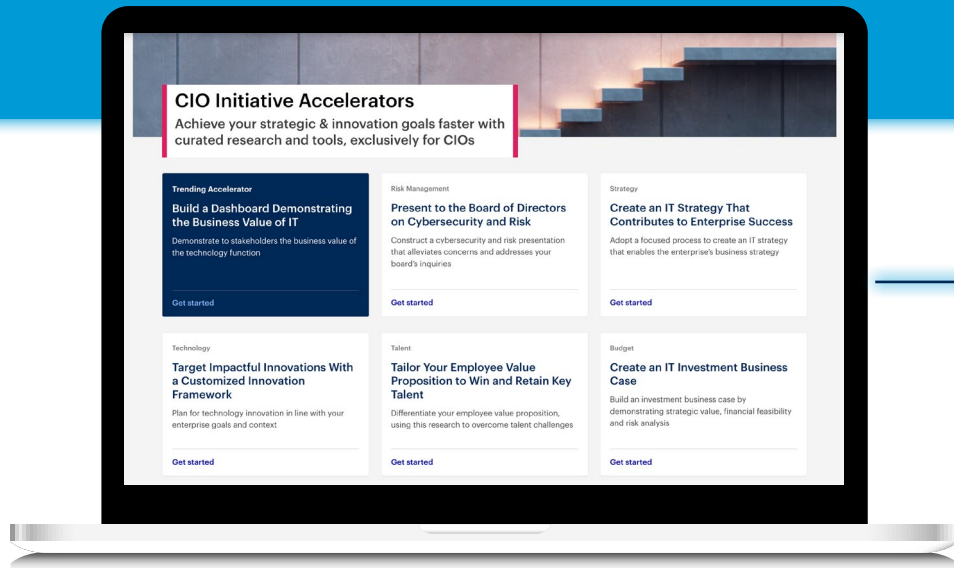 CIO Initiative Accelerators
Achieve your strategic & innovation goals faster with
curated research and tools, exclusively for CIOs
Trending Accelerator
Build a Dashboard Demonstrating
the Business Value of IT
Demonstrate to stakeholders the business value of
the technology function
Get started
Risk Management
Present to the Board of Directors
on Cybersecurity and Risk
Construct a cybersecurity and risk presentation
that alleviates concerns and addresses your
board's inquiries
Get started
Strategy
Create an IT Strategy That
Contributes to Enterprise Success
Adopt a focused process to create an IT strategy
that enables the enterprise's business strategy
Get started
Technology
Target Impactful Innovations With
a Customized Innovation
Framework
Plan for technology innovation in line with your
enterprise goals and context
Get started
Talent
Tailor Your Employee Value
Proposition to Win and Retain Key
Talent
Differentiate your employee value proposition,
using this research to overcome talent challenges
Get started
Budget
Create an IT Investment Business
Case
Build an investment business case by
demonstrating strategic value, financial feasibility
and risk analysis
Get started